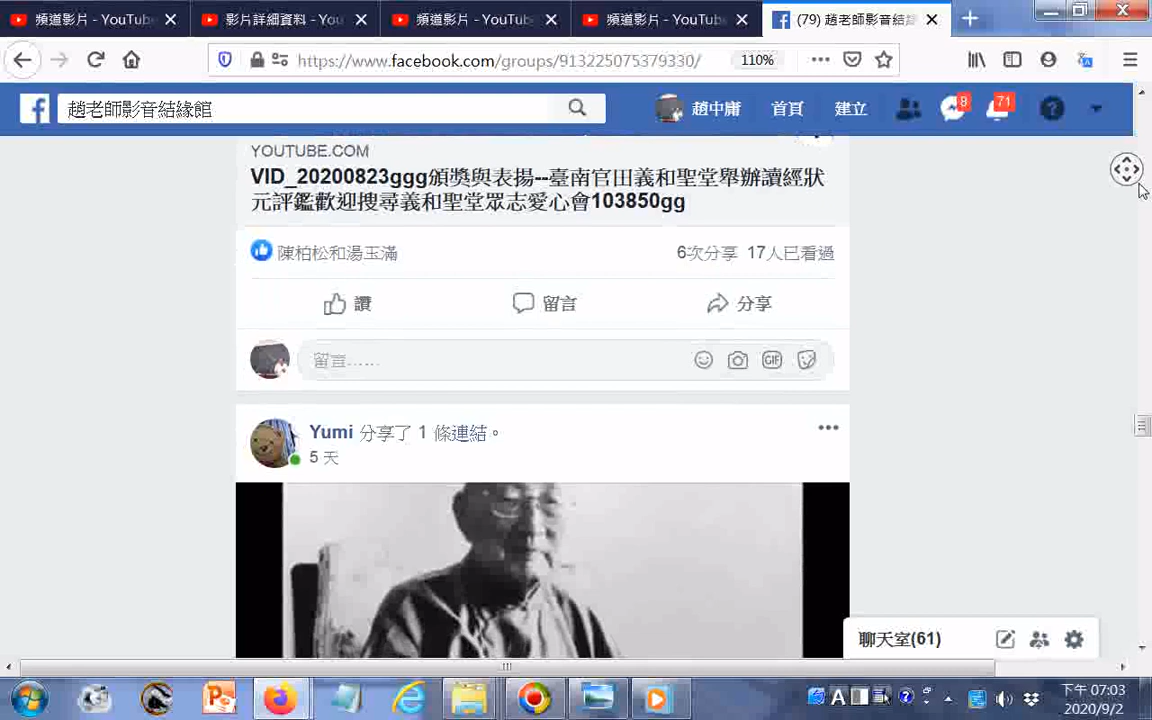 頻道影片 - YouTub
影片詳細資料 - You
頻道影片 - YouTub
頻道影片 - YouTub
(79) 趙老師影音結緣
https://www.facebook.com/groups/913225075379330/
110%
趙老師影音結緣館
趙中庸
首頁
建立
8
71
YOUTUBE.COM
VID_20200823ggg頒獎與表揚--臺南官田義和聖堂舉辦讀經狀
元評鑑歡迎搜尋義和聖堂眾志愛心會103850gg
陳柏松和湯玉滿
6次分享 17人已看過
讚
留言
分享
留言……
GIF
Yumi 分享了 1 條連結。
5 天
聊天室(61)
A
下午 07:03
2020/9/2